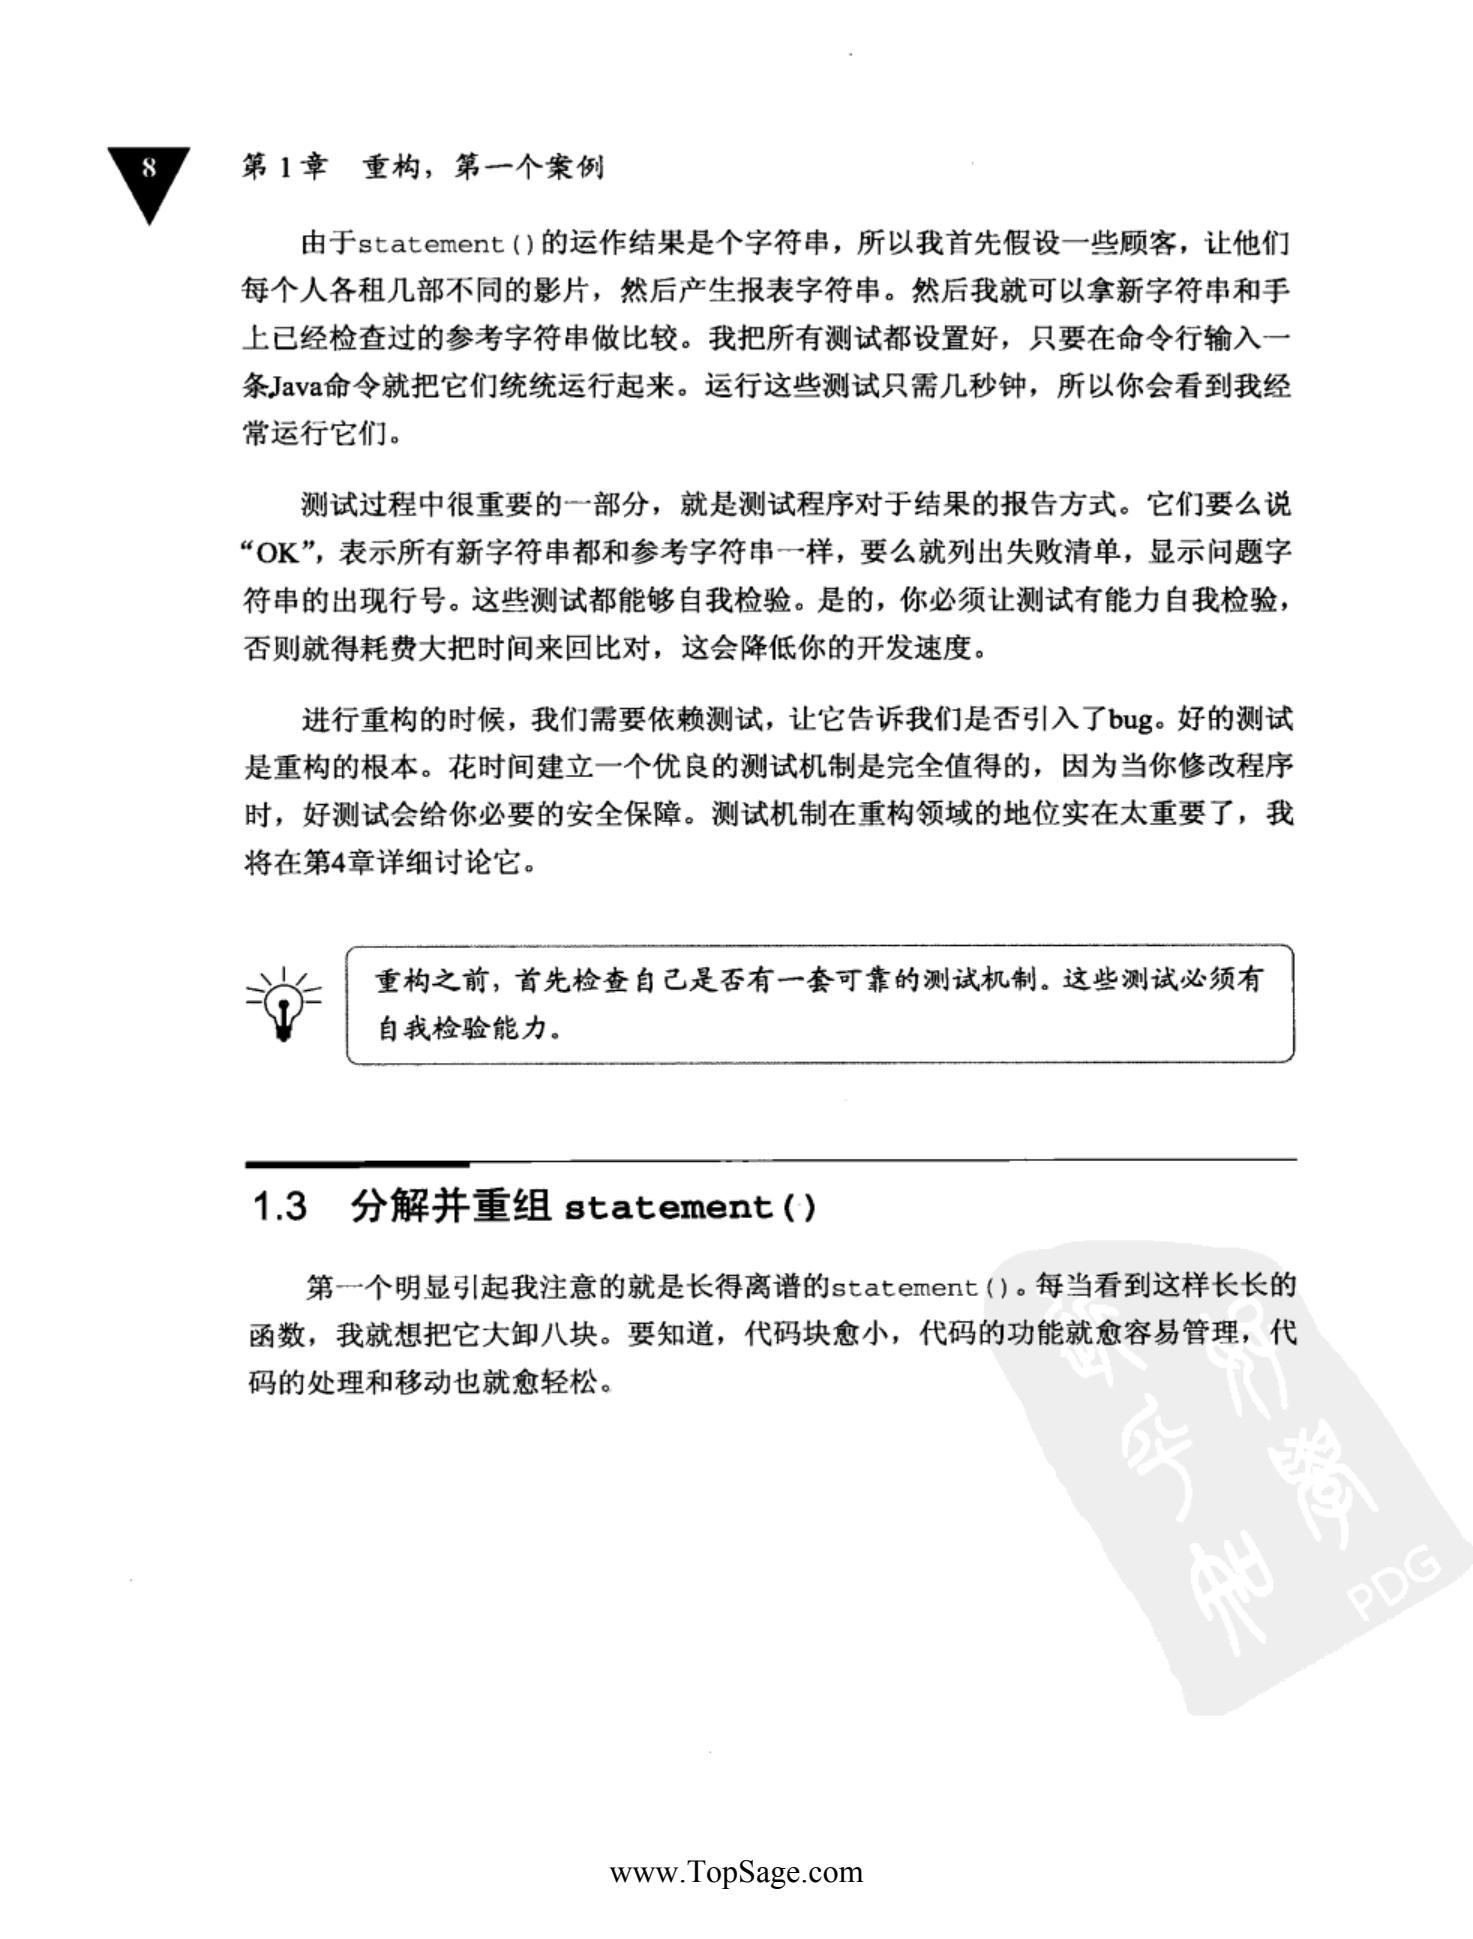 8
第1章 重构，第一个案例
由于statement()的运作结果是个字符串，所以我首先假设一些顾客，让他们
每个人各租几部不同的影片，然后产生报表字符串。然后我就可以拿新字符串和手
上已经检查过的参考字符串做比较。我把所有测试都设置好，只要在命令行输入一
条Java命令就把它们统统运行起来。运行这些测试只需几秒钟，所以你会看到我经
常运行它们。
测试过程中很重要的一部分，就是测试程序对于结果的报告方式。它们要么说
“OK”，表示所有新字符串都和参考字符串一样，要么就列出失败清单，显示问题字
符串的出现行号。这些测试都能够自我检验。是的，你必须让测试有能力自我检验，
否则就得耗费大把时间来回比对，这会降低你的开发速度。
进行重构的时候，我们需要依赖测试，让它告诉我们是否引入了bug。好的测试
是重构的根本。花时间建立一个优良的测试机制是完全值得的，因为当你修改程序
时，好测试会给你必要的安全保障。测试机制在重构领域的地位实在太重要了，我
将在第4章详细讨论它。
重构之前，首先检查自己是否有一套可靠的测试机制。这些测试必须有
自我检验能力。
1.3 分解并重组 statement()
第一个明显引起我注意的就是长得离谱的statement()。每当看到这样长长的
函数，我就想把它大卸八块。要知道，代码块愈小，代码的功能就愈容易管理，代
码的处理和移动也就愈轻松。
PDG
www.TopSage.com